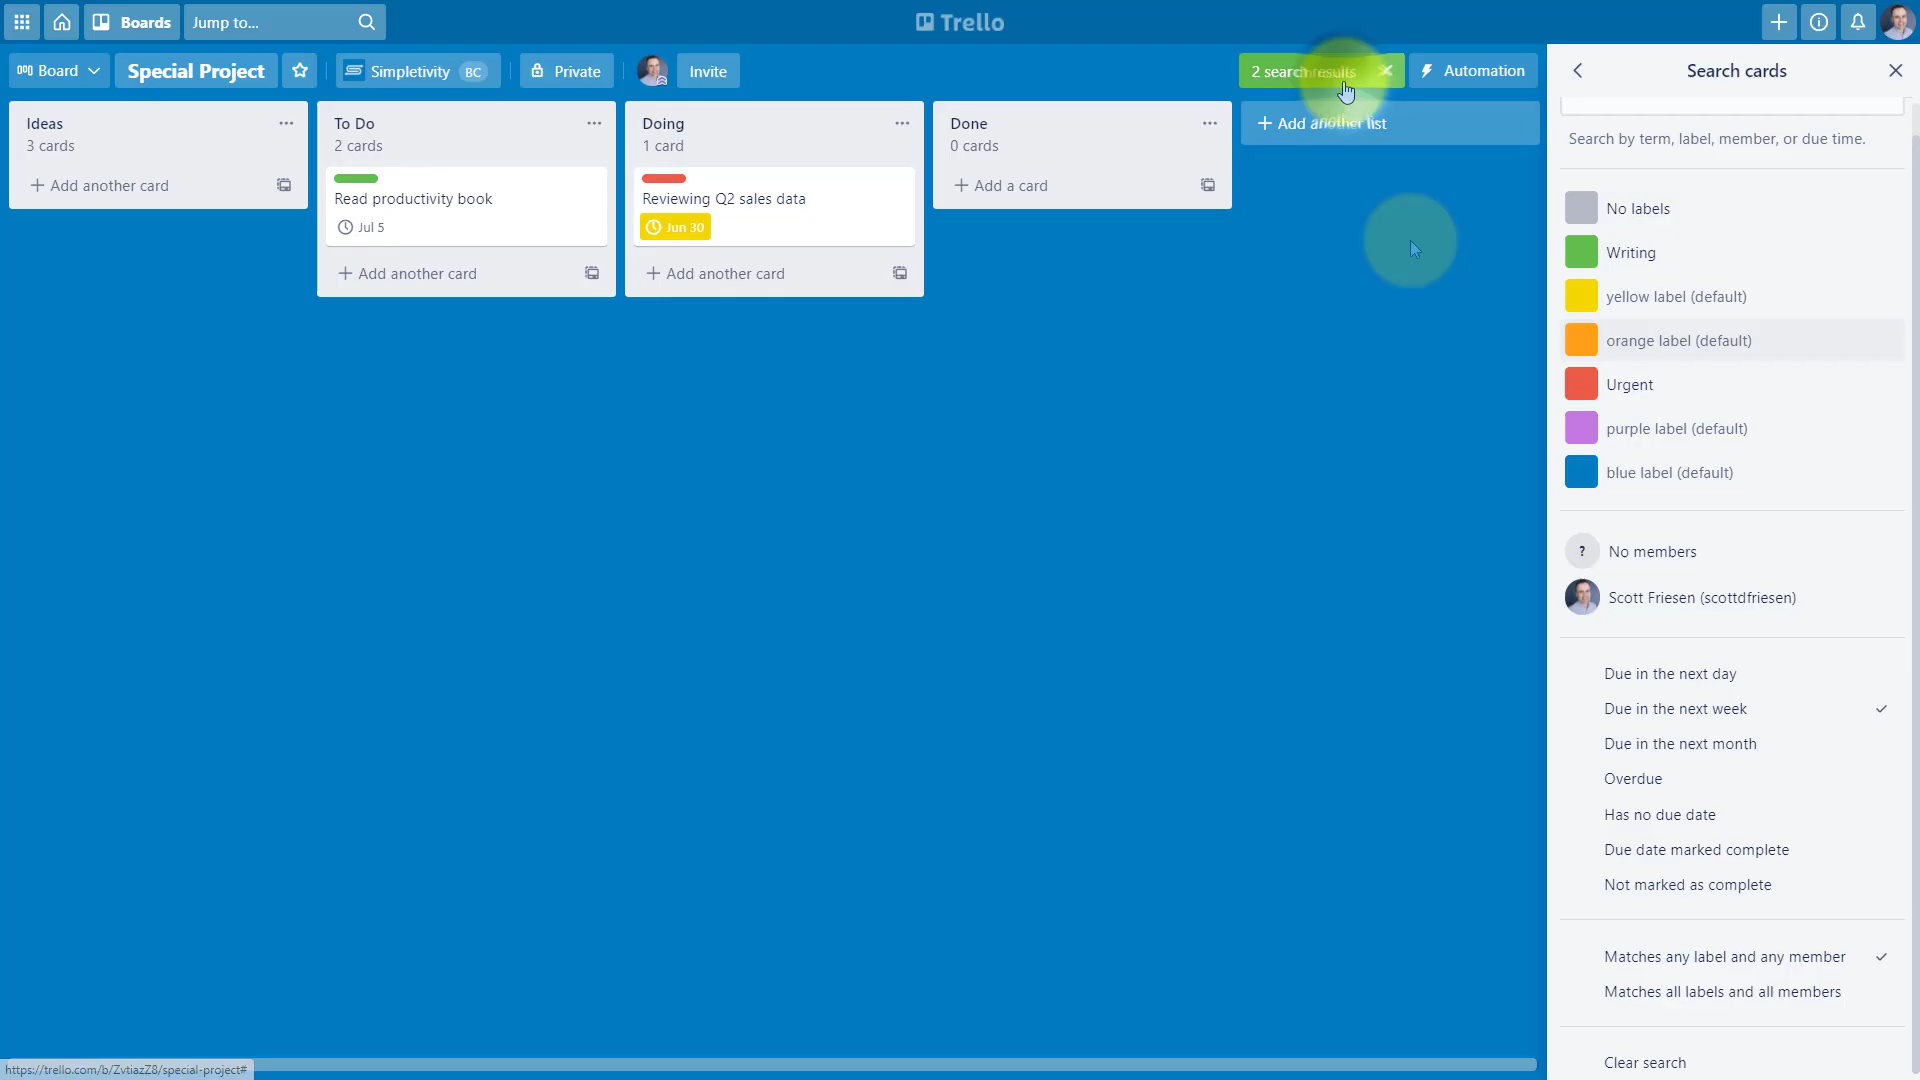 Boards
Jump to...
Trello
Board
Special Project
Simpletivity
BC
Private
Invite
2 search results
Automation
Search cards
Ideas
3 cards
Add another card
To Do
2 cards
Read productivity book
Jul 5
Add another card
Doing
1 card
Reviewing Q2 sales data
Jun 30
Add another card
Done
0 cards
Add a card
Add another list
Search by term, label, member, or due time.
No labels
Writing
yellow label (default)
orange label (default)
Urgent
purple label (default)
blue label (default)
? No members
Scott Friesen (scottdfriesen)
Due in the next day
Due in the next week
Due in the next month
Overdue
Has no due date
Due date marked complete
Not marked as complete
Matches any label and any member
Matches all labels and all members
Clear search
https://trello.com/b/ZvtiazZ8/special-project#